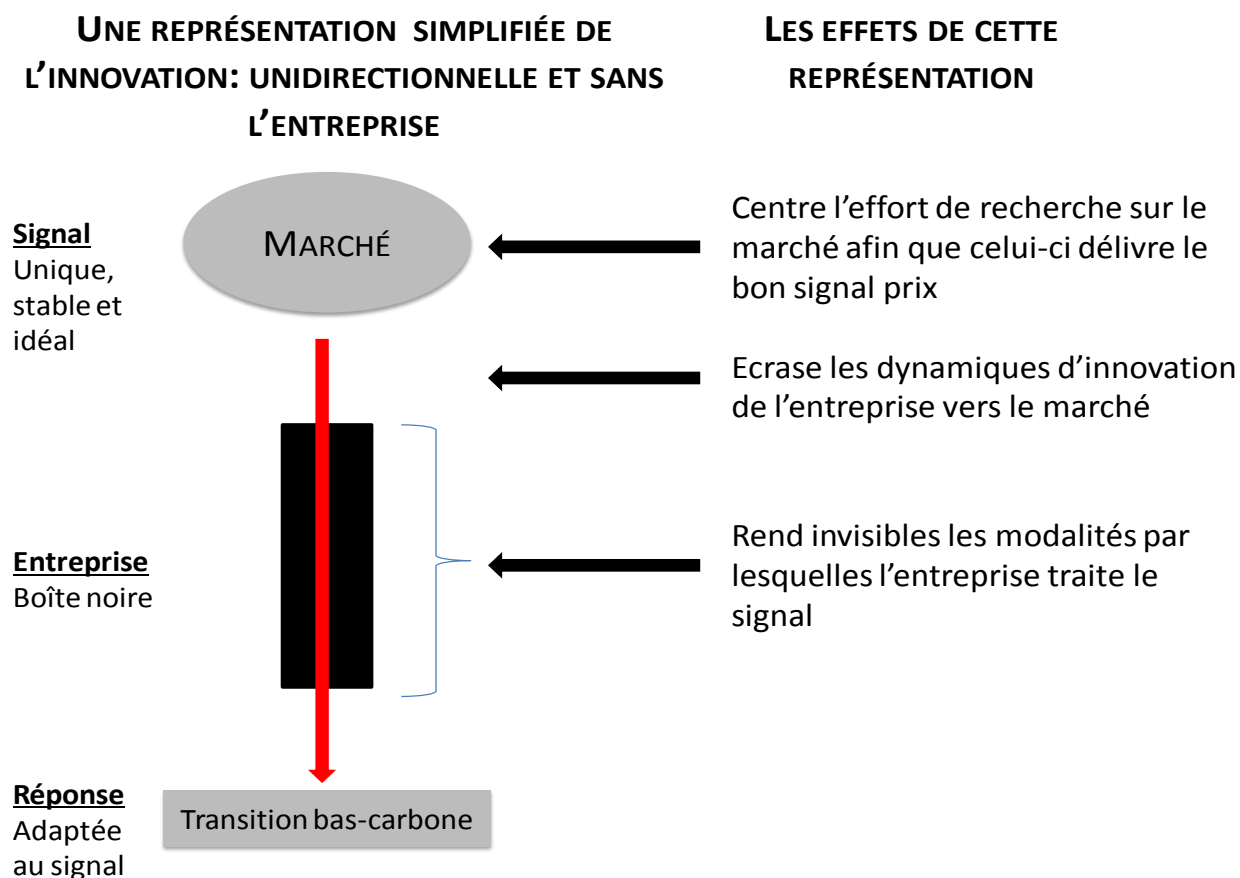 UNE REPRÉSENTATION SIMPLIFIÉE DE
L'INNOVATION: UNIDIRECTIONNELLE ET SANS
L'ENTREPRISE
LES EFFETS DE CETTE
REPRÉSENTATION
Signal
Unique,
stable et
idéal
MARCHÉ
Centre l'effort de recherche sur le
marché afin que celui-ci délivre le
bon signal prix
Ecrase les dynamiques d'innovation
de l'entreprise vers le marché
Entreprise
Boîte noire
Rend invisibles les modalités par
lesquelles l'entreprise traite le
signal
Réponse
Adaptée
au signal
Transition bas-carbone